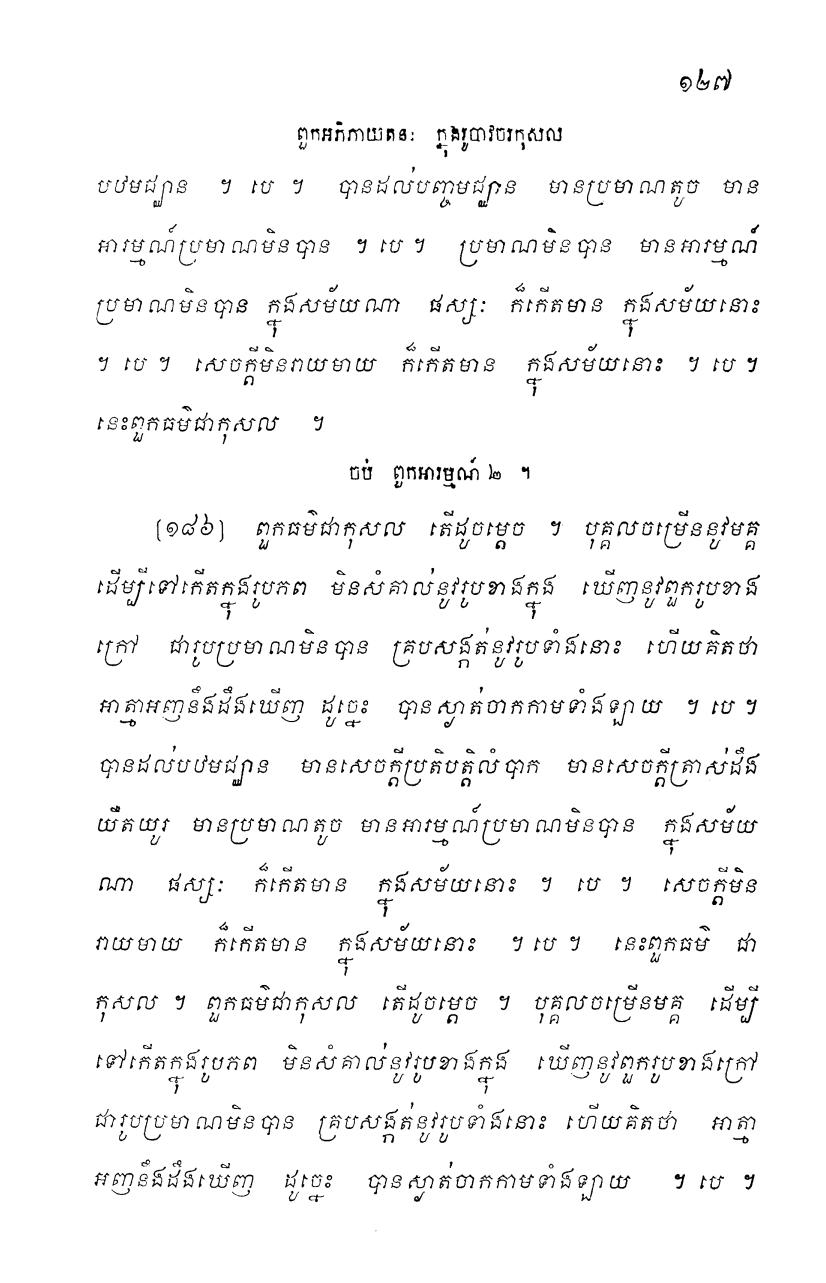 ១២៧
ពួកអភិភាយតនៈ ក្នុងរូបាវចរកុសល
បឋមជ្ឈាន ។ បេ ។ បានដល់បញ្ចមជ្ឈាន មានប្រមាណតូច មាន
អារម្មណ៍ប្រមាណមិនបាន ។ បេ ។ ប្រមាណមិនបាន មានអារម្មណ៍
ប្រមាណមិនបាន ក្នុងសម័យណា ផស្សៈ ក៏កើតមាន ក្នុងសម័យនោះ
។ បេ ។ សេចក្តីមិនរាយមាយ ក៏កើតមាន ក្នុងសម័យនោះ ។ បេ ។
នេះពួកធម៌ជាកុសល ។
ចប់ ពួកអារម្មណ៍ ២ ។
[១៨៦] ពួកធម៌ជាកុសល តើដូចម្តេច ។ បុគ្គលចម្រើននូវមគ្គ
ដើម្បីទៅកើតក្នុងរូបភព មិនសំគាល់នូវរូបខាងក្នុង ឃើញនូវពួករូបខាង
ក្រៅ ជារូបប្រមាណមិនបាន គ្របសង្កត់នូវរូបទាំងនោះ ហើយគិតថា
អាត្មាអញនឹងដឹងឃើញ ដូច្នេះ បានស្ងាត់ចាកកាមទាំងឡាយ ។ បេ ។
បានដល់បឋមជ្ឈាន មានសេចក្តីប្រតិបត្តិលំបាក មានសេចក្តីត្រាស់ដឹង
យឺតយូរ មានប្រមាណតូច មានអារម្មណ៍ប្រមាណមិនបាន ក្នុងសម័យ
ណា ផស្សៈ ក៏កើតមាន ក្នុងសម័យនោះ ។ បេ ។ សេចក្តីមិន
រាយមាយ ក៏កើតមាន ក្នុងសម័យនោះ ។ បេ ។ នេះពួកធម៌ ជា
កុសល ។ ពួកធម៌ជាកុសល តើដូចម្តេច ។ បុគ្គលចម្រើនមគ្គ ដើម្បី
ទៅកើតក្នុងរូបភព មិនសំគាល់នូវរូបខាងក្នុង ឃើញនូវពួករូបខាងក្រៅ
ជារូបប្រមាណមិនបាន គ្របសង្កត់នូវរូបទាំងនោះ ហើយគិតថា អាត្មា
អញនឹងដឹងឃើញ ដូច្នេះ បានស្ងាត់ចាកកាមទាំងឡាយ ។ បេ ។